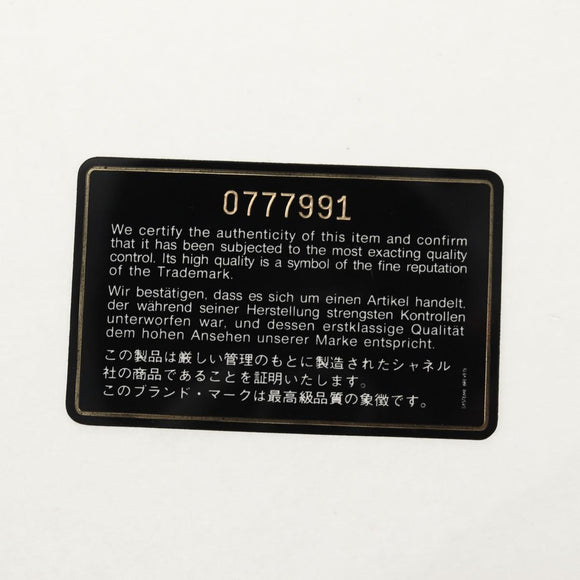 0777991
We certify the authenticity of this item and confirm
that it has been subjected to the most exacting quality
control. Its high quality is a symbol of the fine reputation
of the Trademark.
Wir bestätigen, dass es sich um einen Artikel handelt.
der während seiner Herstellung strengsten Kontrollen
unterworfen war, und dessen erstklassige Qualität
dem hohen Ansehen unserer Marke entspricht.
この製品は厳しい管理のもとに製造されたシャネル
社の商品であることを証明いたします。
このブランド・マークは最高級品質の象徴です。